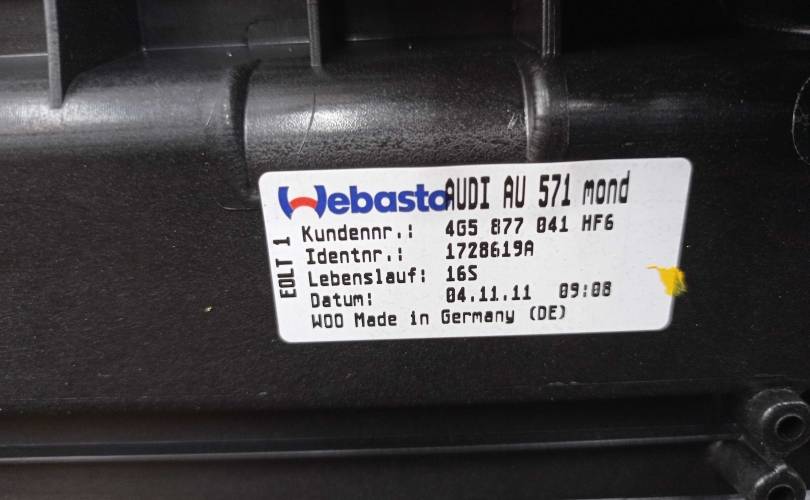 Webasto AUDI AU 571 mond
Kundennr.: 4G5 877 041 HF6
Identnr.: 1728619A
Lebenslauf: 16S
Datum: 04.11.11 09:08
WOO Made in Germany (DE)
EOLT 1